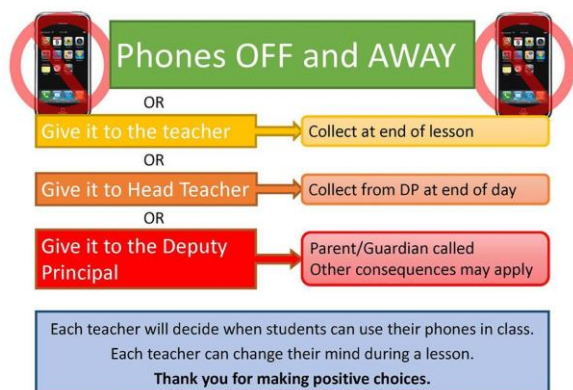 Phones OFF and AWAY
OR
Give it to the teacher
Collect at end of lesson
OR
Give it to Head Teacher
Collect from DP at end of day
OR
Give it to the Deputy
Principal
Parent/Guardian called
Other consequences may apply
Each teacher will decide when students can use their phones in class.
Each teacher can change their mind during a lesson.
Thank you for making positive choices.